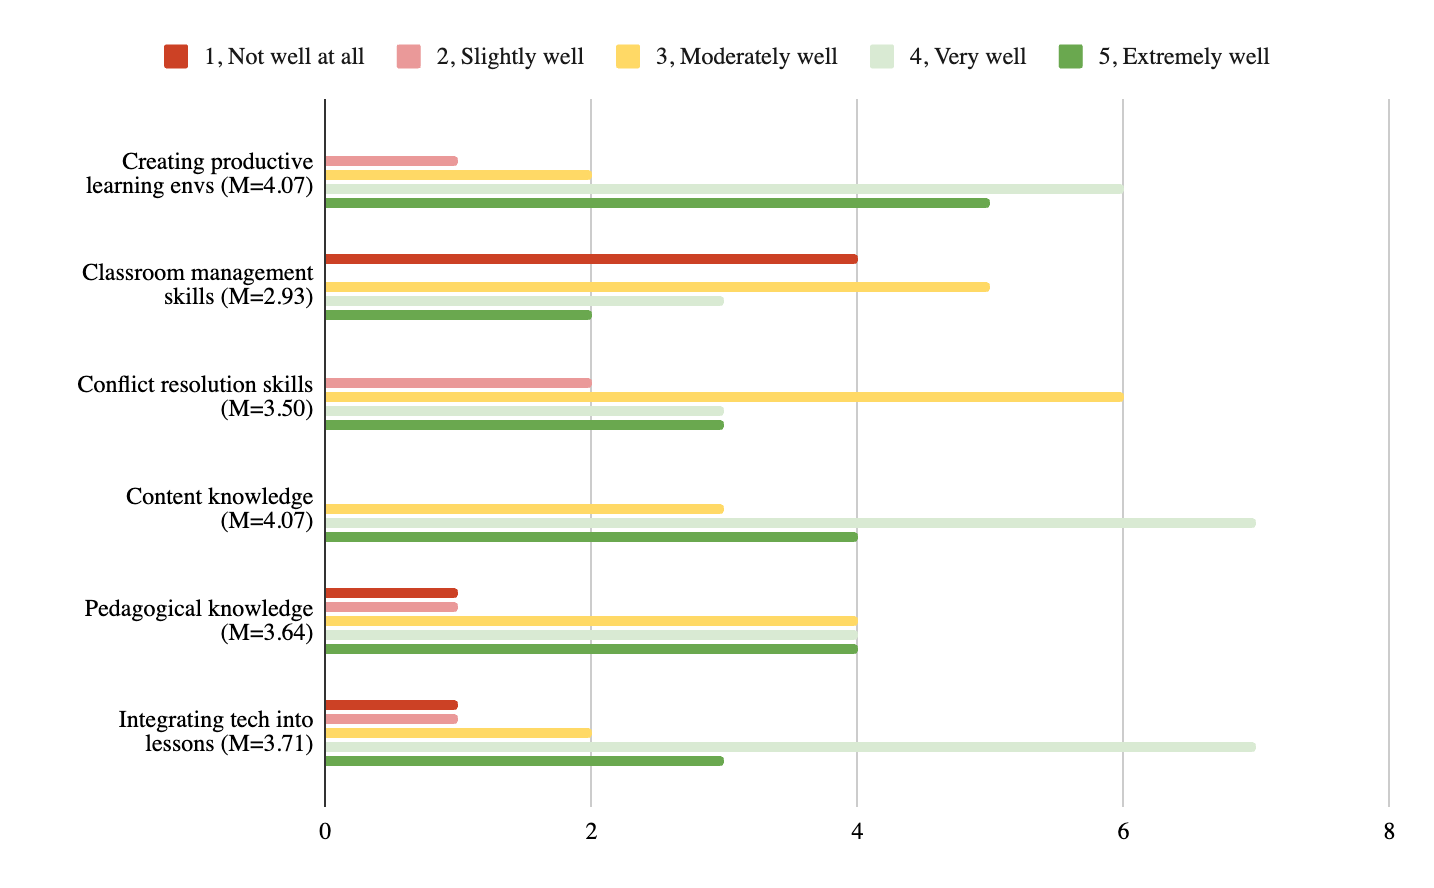 1, Not well at all 2, Slightly well 3, Moderately well 4, Very well 5, Extremely well
Creating productive
learning envs (M=4.07)
Classroom management
skills (M=2.93)
Conflict resolution skills
(M=3.50)
Content knowledge
(M=4.07)
Pedagogical knowledge
(M=3.64)
Integrating tech into
lessons (M=3.71)
0 2 4 6 8